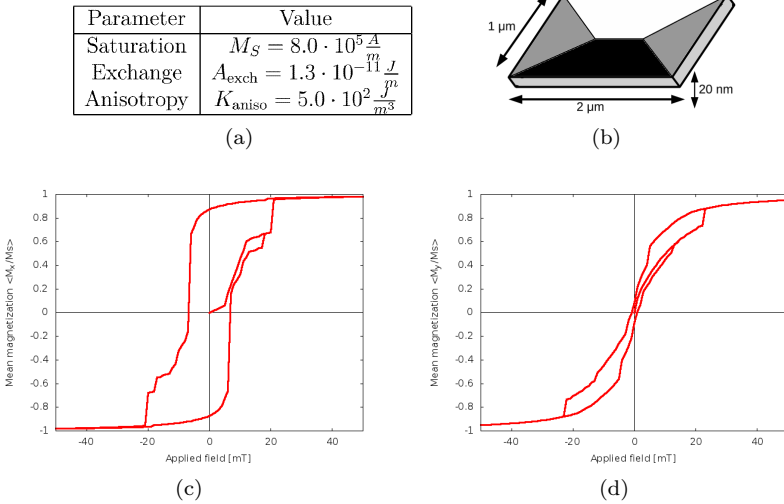 Parameter Value
Saturation M_S = 8.0 · 10^5 A/m
Exchange A_exch = 1.3 · 10^−11 J/m
Anisotropy K_aniso = 5.0 · 10^2 J/m^3
(a)
1 μm
20 nm
2 μm
(b)
1
0.8
0.6
0.4
0.2
0
-0.2
-0.4
-0.6
-0.8
-1
Mean magnetization <M_x/Ms>
-40 -20 0 20 40
Applied field [mT]
(c)
1
0.8
0.6
0.4
0.2
0
-0.2
-0.4
-0.6
-0.8
-1
Mean magnetization <M_y/Ms>
-40 -20 0 20
Applied field [mT]
(d)